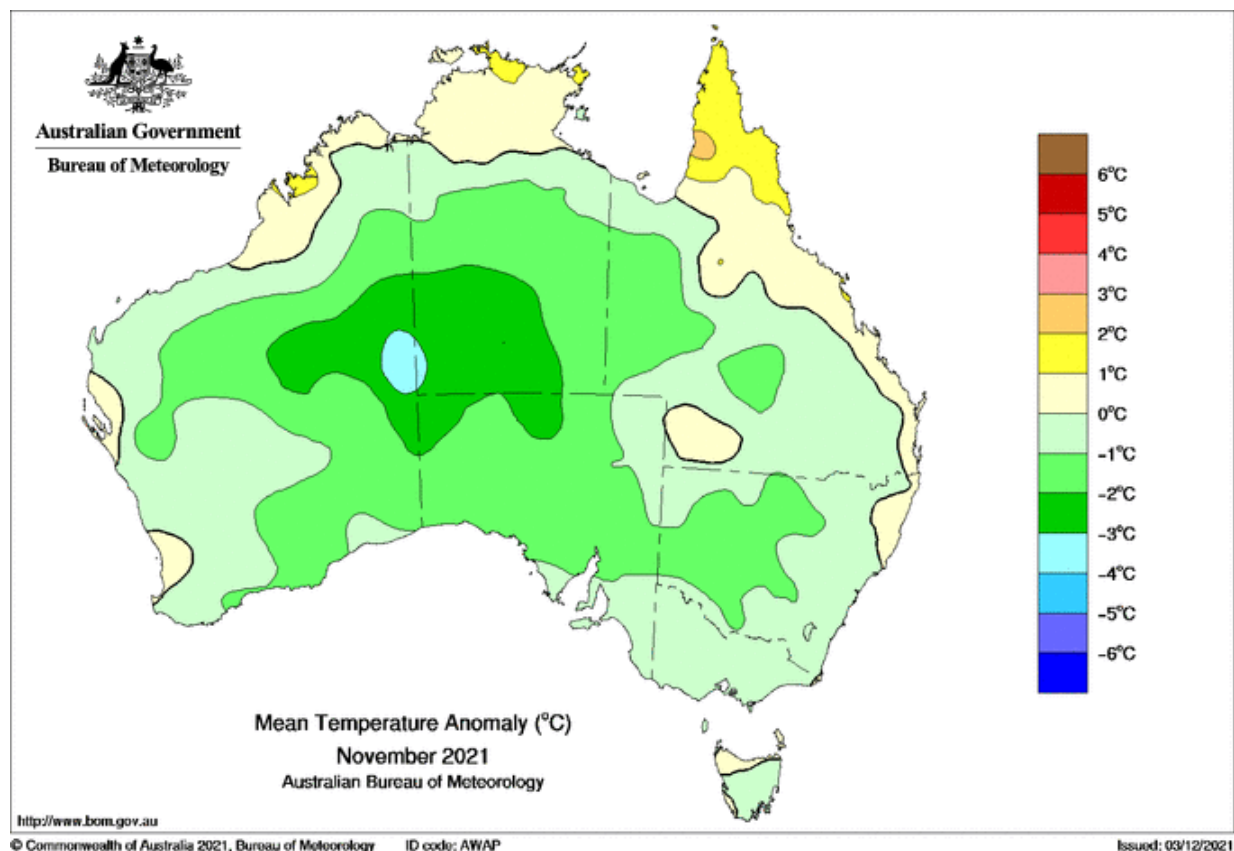 Australian Government
Bureau of Meteorology
6°C
5°C
4°C
3°C
2°C
1°C
0°C
-1°C
-2°C
-3°C
-4°C
-5°C
-6°C
Mean Temperature Anomaly (°C)
November 2021
Australian Bureau of Meteorology
http://www.bom.gov.au
© Commonwealth of Australia 2021, Bureau of Meteorology ID code: AWAP Issued: 03/12/2021